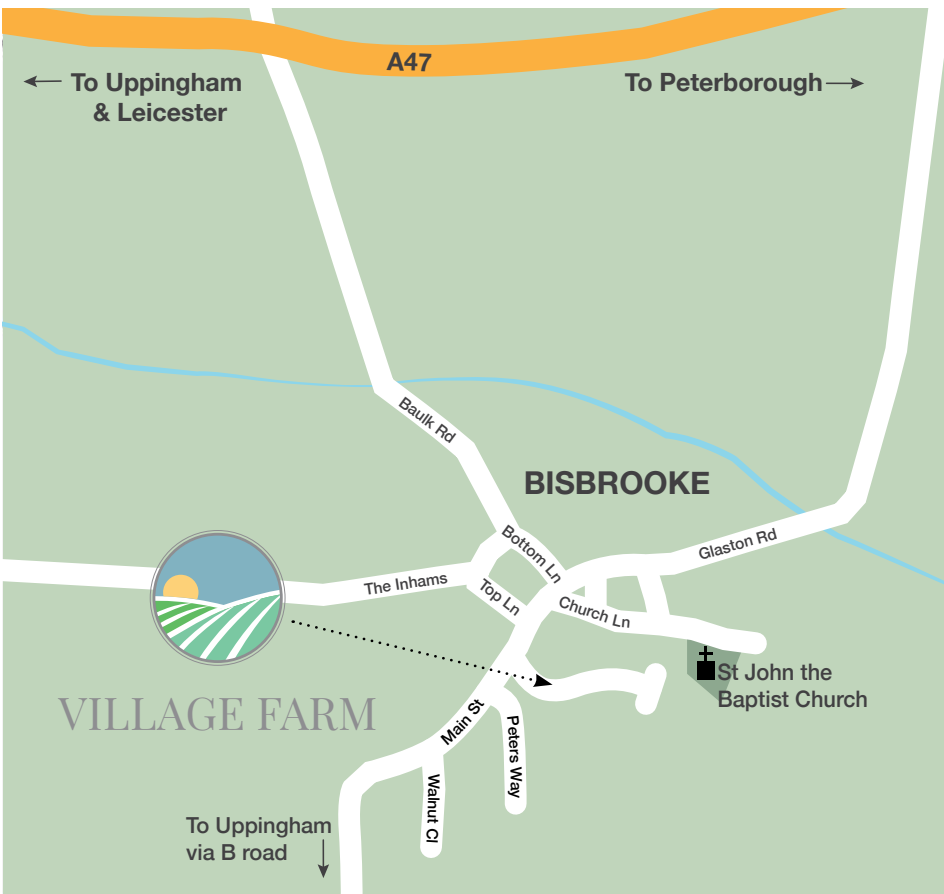 A47
To Uppingham
& Leicester
To Peterborough
Baulk Rd
BISBROOKE
Bottom Ln
Glaston Rd
The Inhams
Top Ln
Church Ln
St John the
Baptist Church
VILLAGE FARM
Main St
Peters Way
Walnut Cl
To Uppingham
via B road